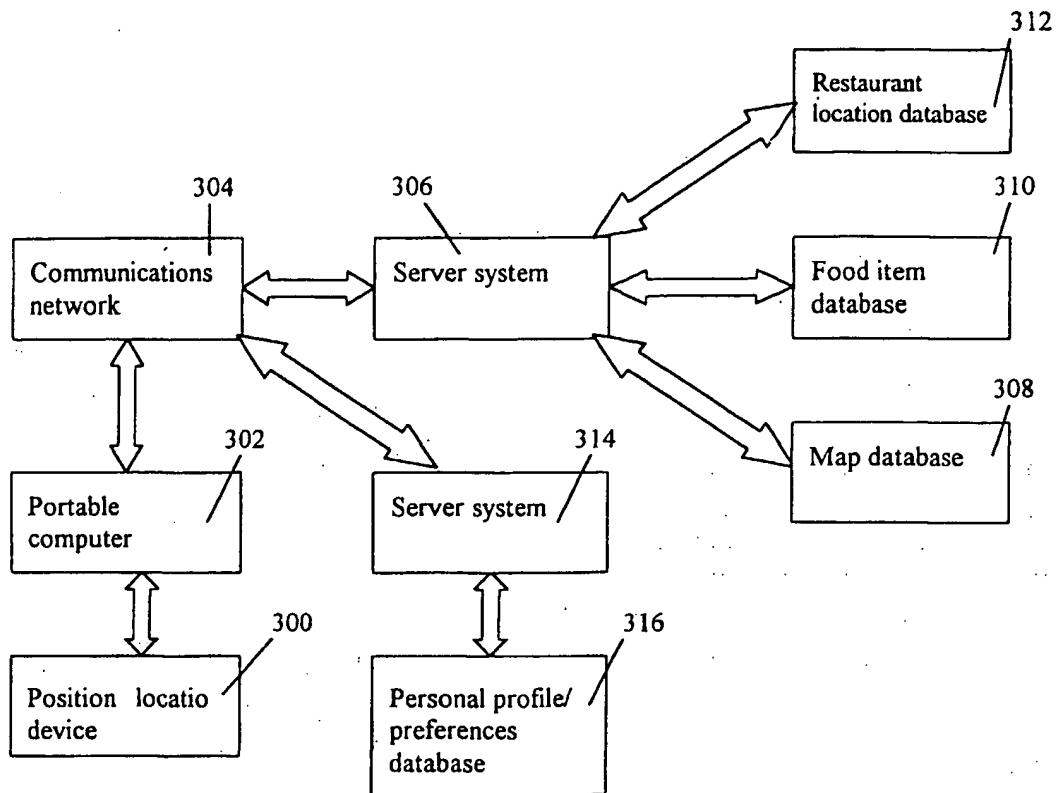 312
Restaurant
location database
304
306
310
Communications
network
Server system
Food item
database
308
302
314
Map database
Portable
computer
Server system
300
316
Position locatio
device
Personal profile/
preferences
database